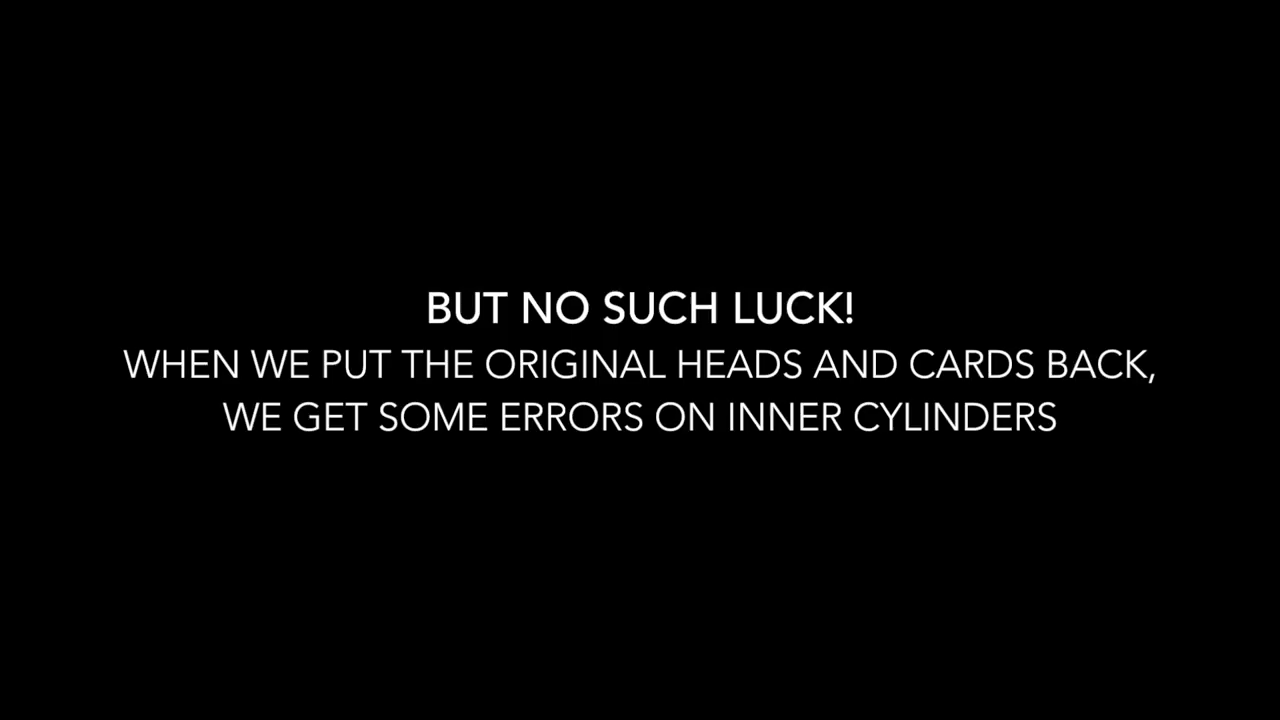 BUT NO SUCH LUCK!
WHEN WE PUT THE ORIGINAL HEADS AND CARDS BACK,
WE GET SOME ERRORS ON INNER CYLINDERS